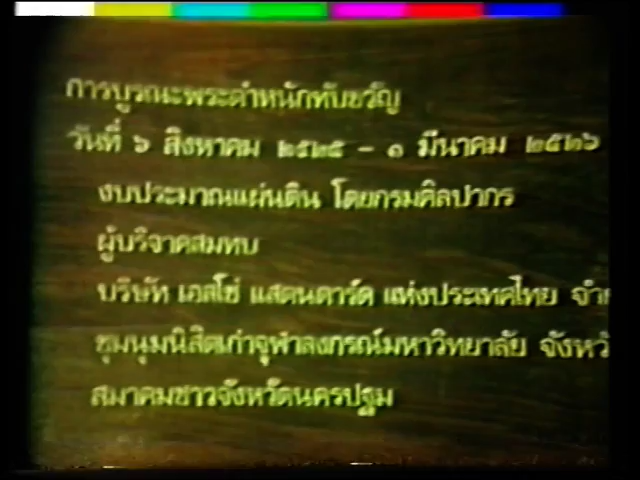 การบูรณะพระตำหนักทับขวัญ
วันที่ ๖ สิงหาคม ๒๕๒๕ - ๑ มีนาคม ๒๕๒๖
งบประมาณแผ่นดิน โดยกรมศิลปากร
ผู้บริจาคสมทบ
บริษัท เอสโซ่ แสตนดาร์ด แห่งประเทศไทย
ชุมนุมนิสิตเก่าจุฬาลงกรณ์มหาวิทยาลัย
สมาคมชาวจังหวัดนครปฐม